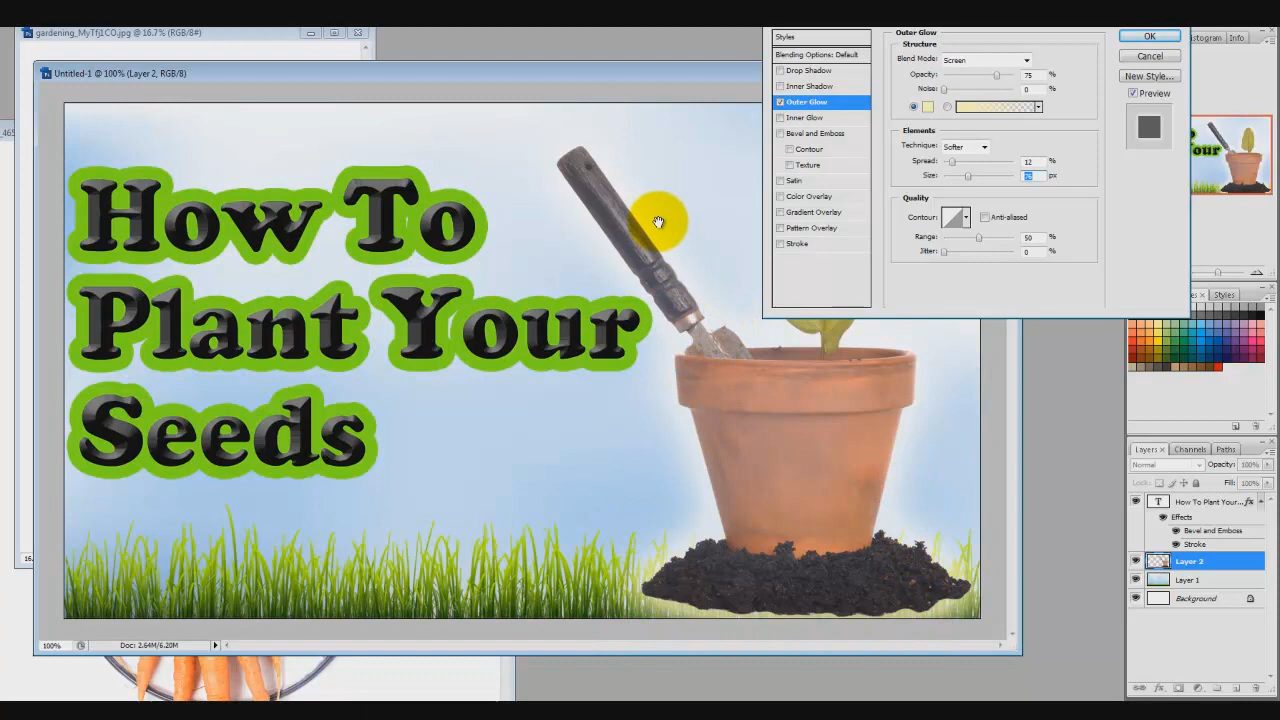 gardening_MyTfj1CO.jpg @ 16.7% (RGB/8#)
Untitled-1 @ 100% (Layer 2, RGB/8)
How To
Plant Your
Seeds
100%
Doc: 2.64M/6.20M
Styles
Blending Options: Default
Drop Shadow
Inner Shadow
Outer Glow
Inner Glow
Bevel and Emboss
Contour
Texture
Satin
Color Overlay
Gradient Overlay
Pattern Overlay
Stroke
Outer Glow
Structure
Blend Mode: Screen
Opacity: 75 %
Noise: 0 %
Elements
Technique: Softer
Spread: 12 %
Size: px
Quality
Contour: Anti-aliased
Range: 50 %
Jitter: 0 %
OK
Cancel
New Style...
Preview
Info
Styles
Layers Channels Paths
Normal Opacity: 100%
Lock: Fill: 100%
T How To Plant Your... fx
Effects
Bevel and Emboss
Stroke
Layer 2
Layer 1
Background